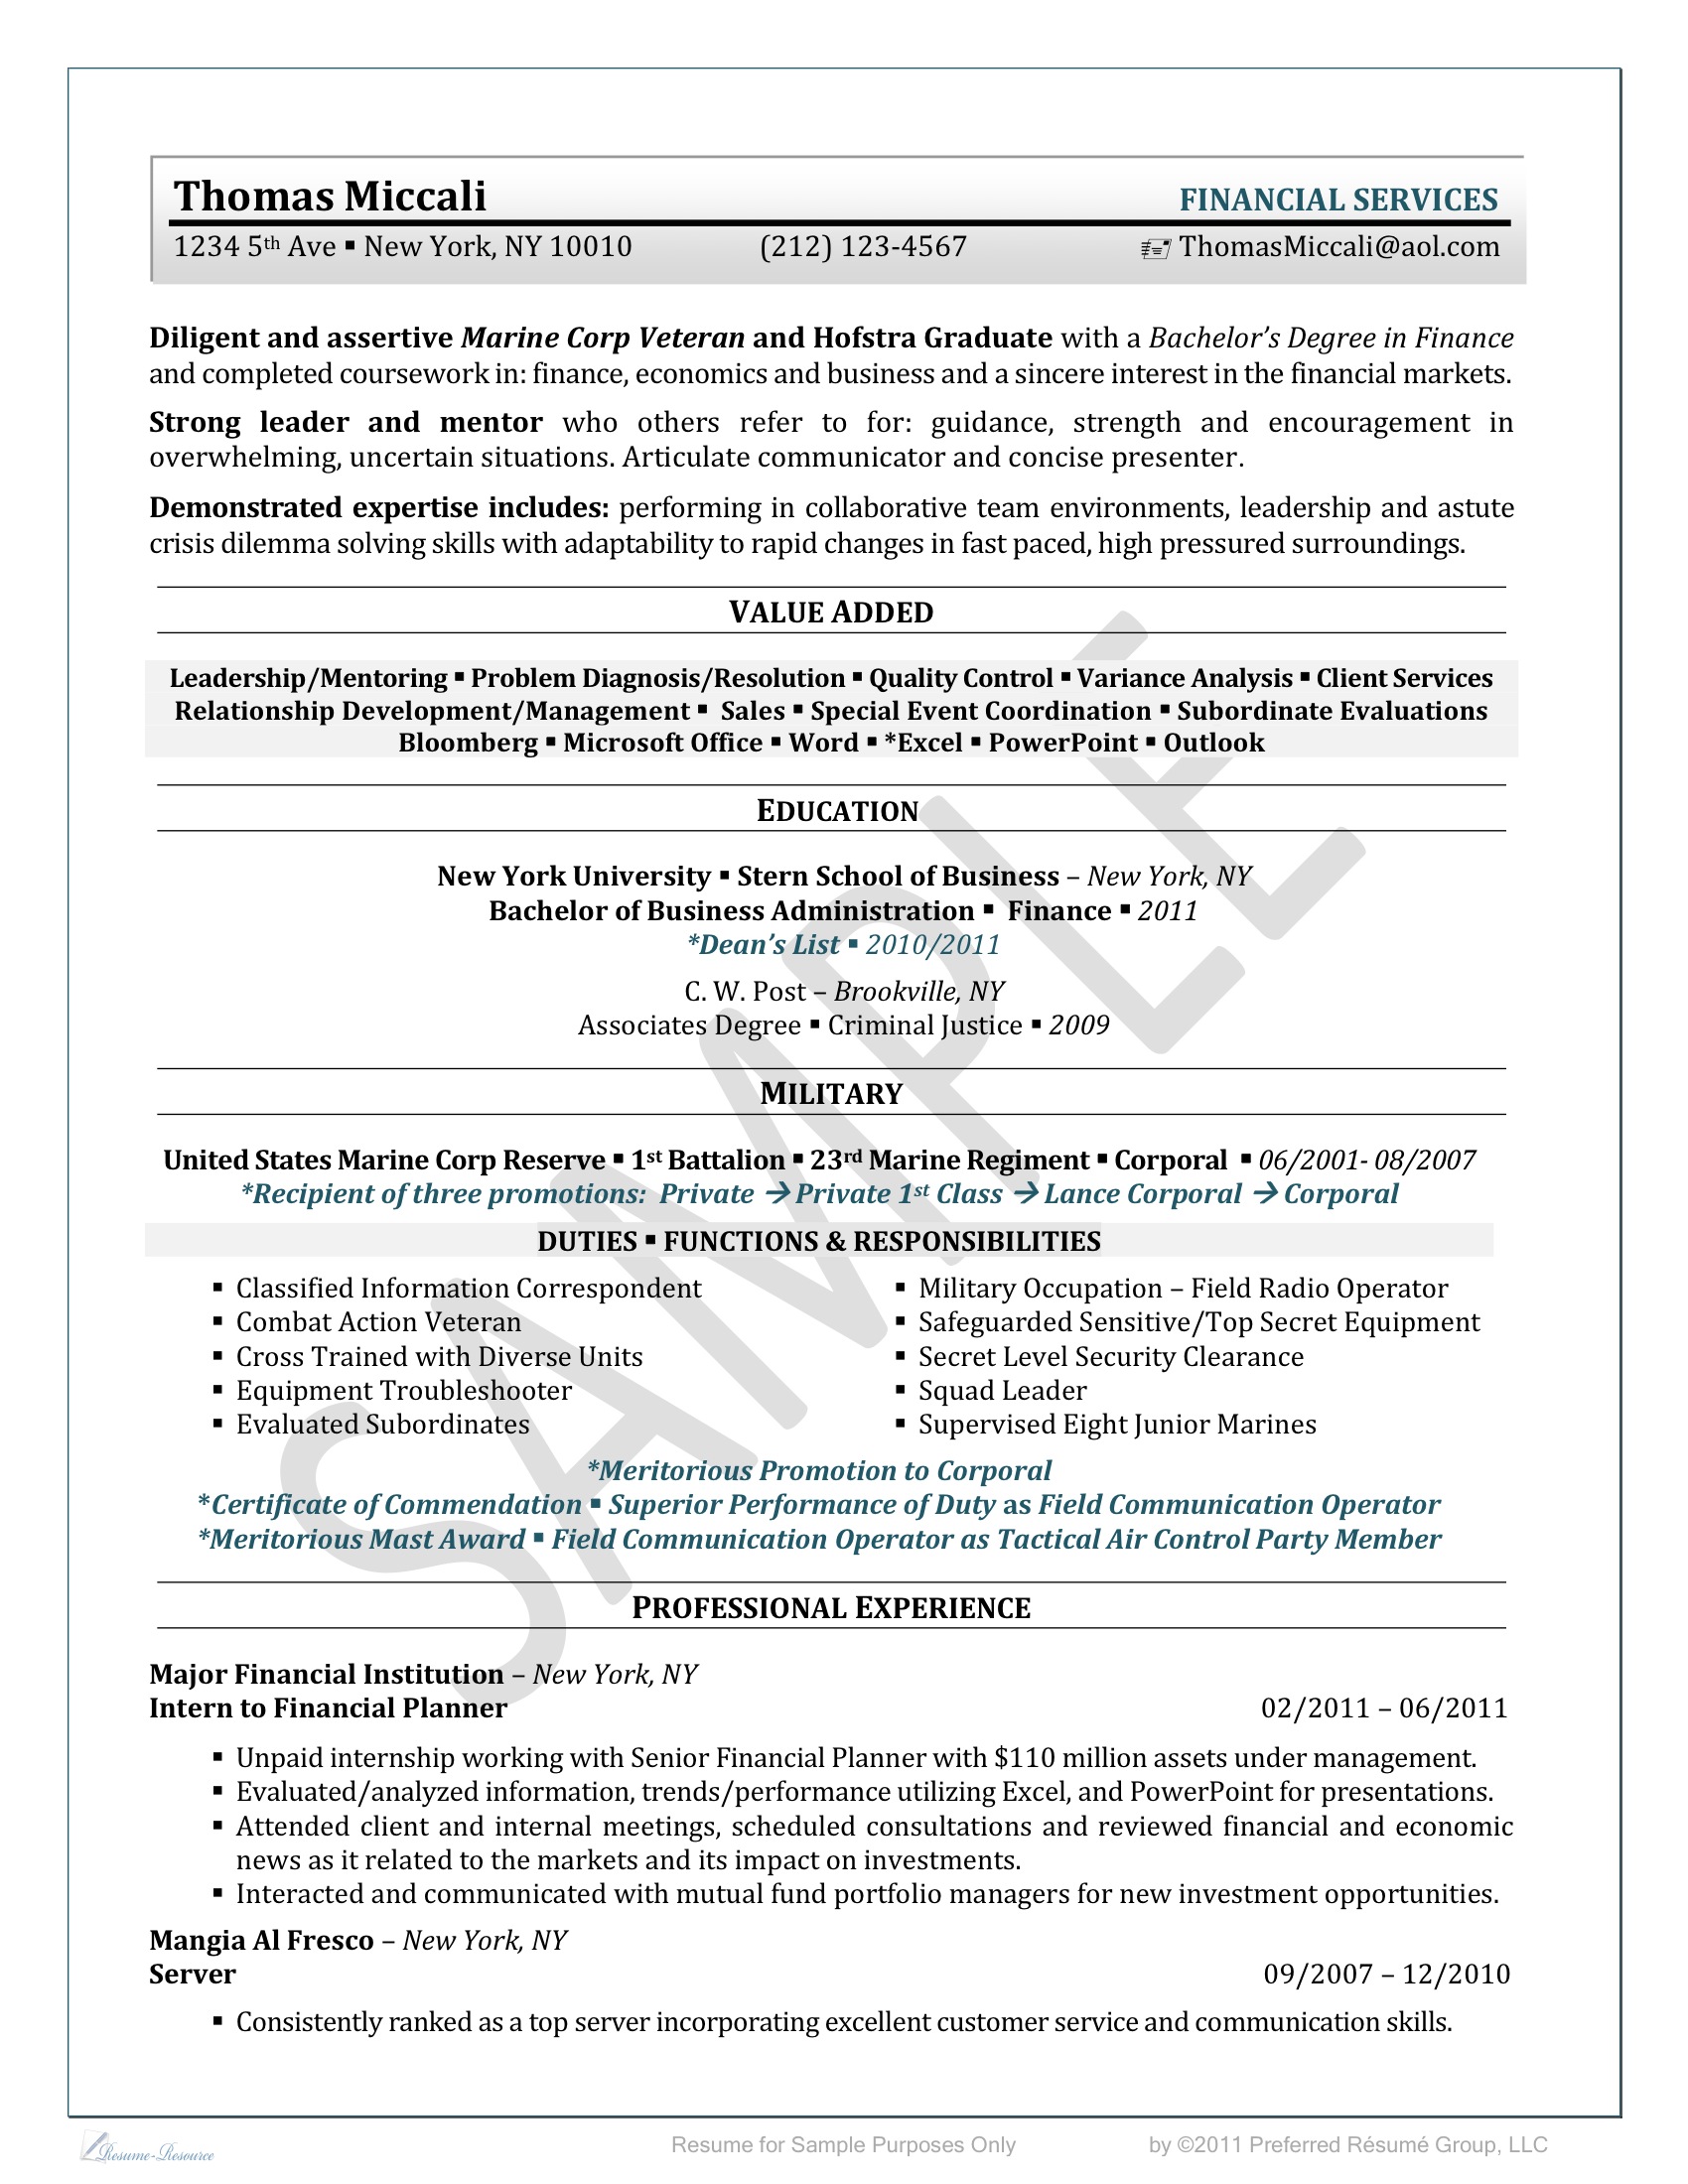 Thomas Miccali FINANCIAL SERVICES
1234 5th Ave ▪ New York, NY 10010 (212) 123-4567 ThomasMiccali@aol.com
Diligent and assertive Marine Corp Veteran and Hofstra Graduate with a Bachelor’s Degree in Finance
and completed coursework in: finance, economics and business and a sincere interest in the financial markets.
Strong leader and mentor who others refer to for: guidance, strength and encouragement in
overwhelming, uncertain situations. Articulate communicator and concise presenter.
Demonstrated expertise includes: performing in collaborative team environments, leadership and astute
crisis dilemma solving skills with adaptability to rapid changes in fast paced, high pressured surroundings.
VALUE ADDED
Leadership/Mentoring ▪ Problem Diagnosis/Resolution ▪ Quality Control ▪ Variance Analysis ▪ Client Services
Relationship Development/Management ▪ Sales ▪ Special Event Coordination ▪ Subordinate Evaluations
Bloomberg ▪ Microsoft Office ▪ Word ▪ *Excel ▪ PowerPoint ▪ Outlook
EDUCATION
New York University ▪ Stern School of Business – New York, NY
Bachelor of Business Administration ▪ Finance ▪ 2011
*Dean’s List ▪ 2010/2011
C. W. Post – Brookville, NY
Associates Degree ▪ Criminal Justice ▪ 2009
MILITARY
United States Marine Corp Reserve ▪ 1st Battalion ▪ 23rd Marine Regiment ▪ Corporal ▪ 06/2001- 08/2007
*Recipient of three promotions: Private → Private 1st Class → Lance Corporal → Corporal
DUTIES ▪ FUNCTIONS & RESPONSIBILITIES
▪ Classified Information Correspondent
▪ Combat Action Veteran
▪ Cross Trained with Diverse Units
▪ Equipment Troubleshooter
▪ Evaluated Subordinates
▪ Military Occupation – Field Radio Operator
▪ Safeguarded Sensitive/Top Secret Equipment
▪ Secret Level Security Clearance
▪ Squad Leader
▪ Supervised Eight Junior Marines
*Meritorious Promotion to Corporal
*Certificate of Commendation ▪ Superior Performance of Duty as Field Communication Operator
*Meritorious Mast Award ▪ Field Communication Operator as Tactical Air Control Party Member
PROFESSIONAL EXPERIENCE
Major Financial Institution – New York, NY
Intern to Financial Planner 02/2011 – 06/2011
▪ Unpaid internship working with Senior Financial Planner with $110 million assets under management.
▪ Evaluated/analyzed information, trends/performance utilizing Excel, and PowerPoint for presentations.
▪ Attended client and internal meetings, scheduled consultations and reviewed financial and economic
news as it related to the markets and its impact on investments.
▪ Interacted and communicated with mutual fund portfolio managers for new investment opportunities.
Mangia Al Fresco – New York, NY
Server 09/2007 – 12/2010
▪ Consistently ranked as a top server incorporating excellent customer service and communication skills.
SAMPLE
Resume-Resource Resume for Sample Purposes Only by ©2011 Preferred Résumé Group, LLC